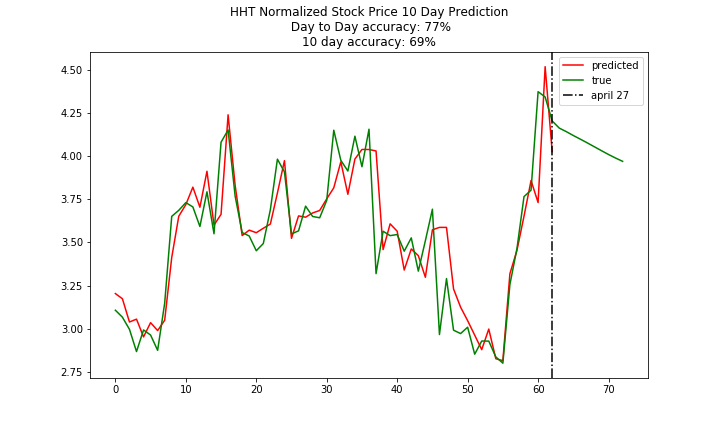 HHT Normalized Stock Price 10 Day Prediction
Day to Day accuracy: 77%
10 day accuracy: 69%
4.50
4.25
4.00
3.75
3.50
3.25
3.00
2.75
0 10 20 30 40 50 60 70
predicted
true
april 27